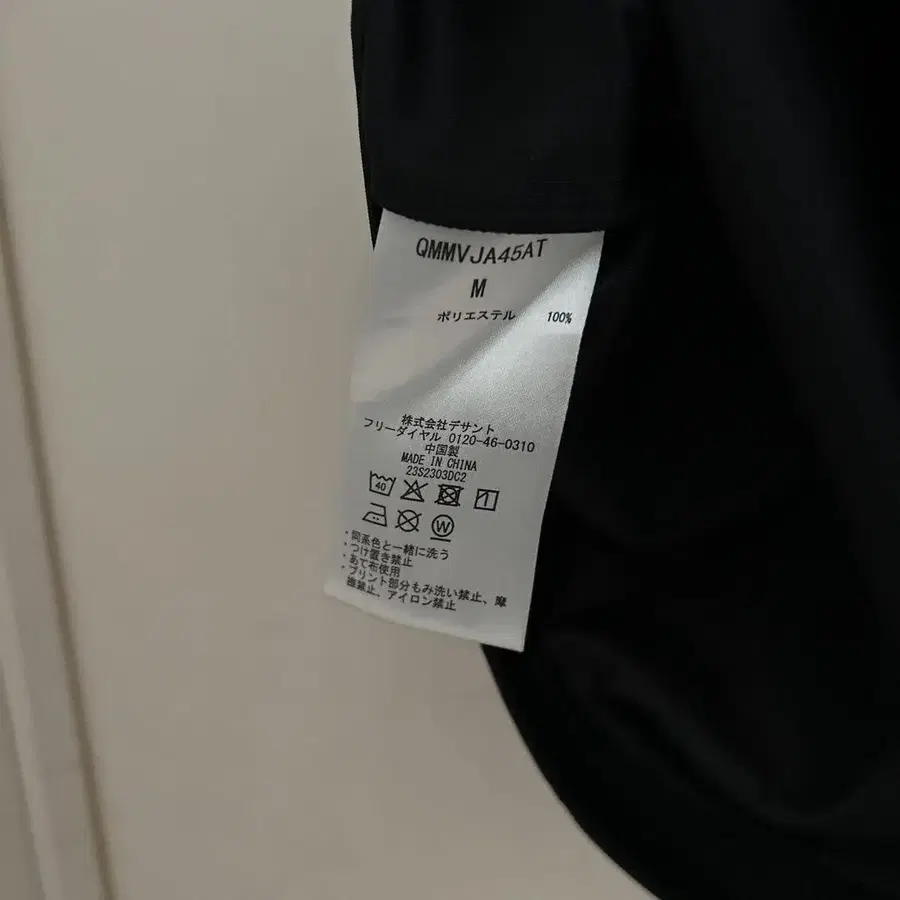 QMMVJA45AT
M
ポリエステル 100%
株式会社デサント
フリーダイヤル 0120-46-0310
中国製
MADE IN CHINA
23S2303DC2
40
W
・同系色と一緒に洗う
・つけ置き禁止
・あて布使用
・プリント部分もみ洗い禁止、摩
擦禁止、アイロン禁止